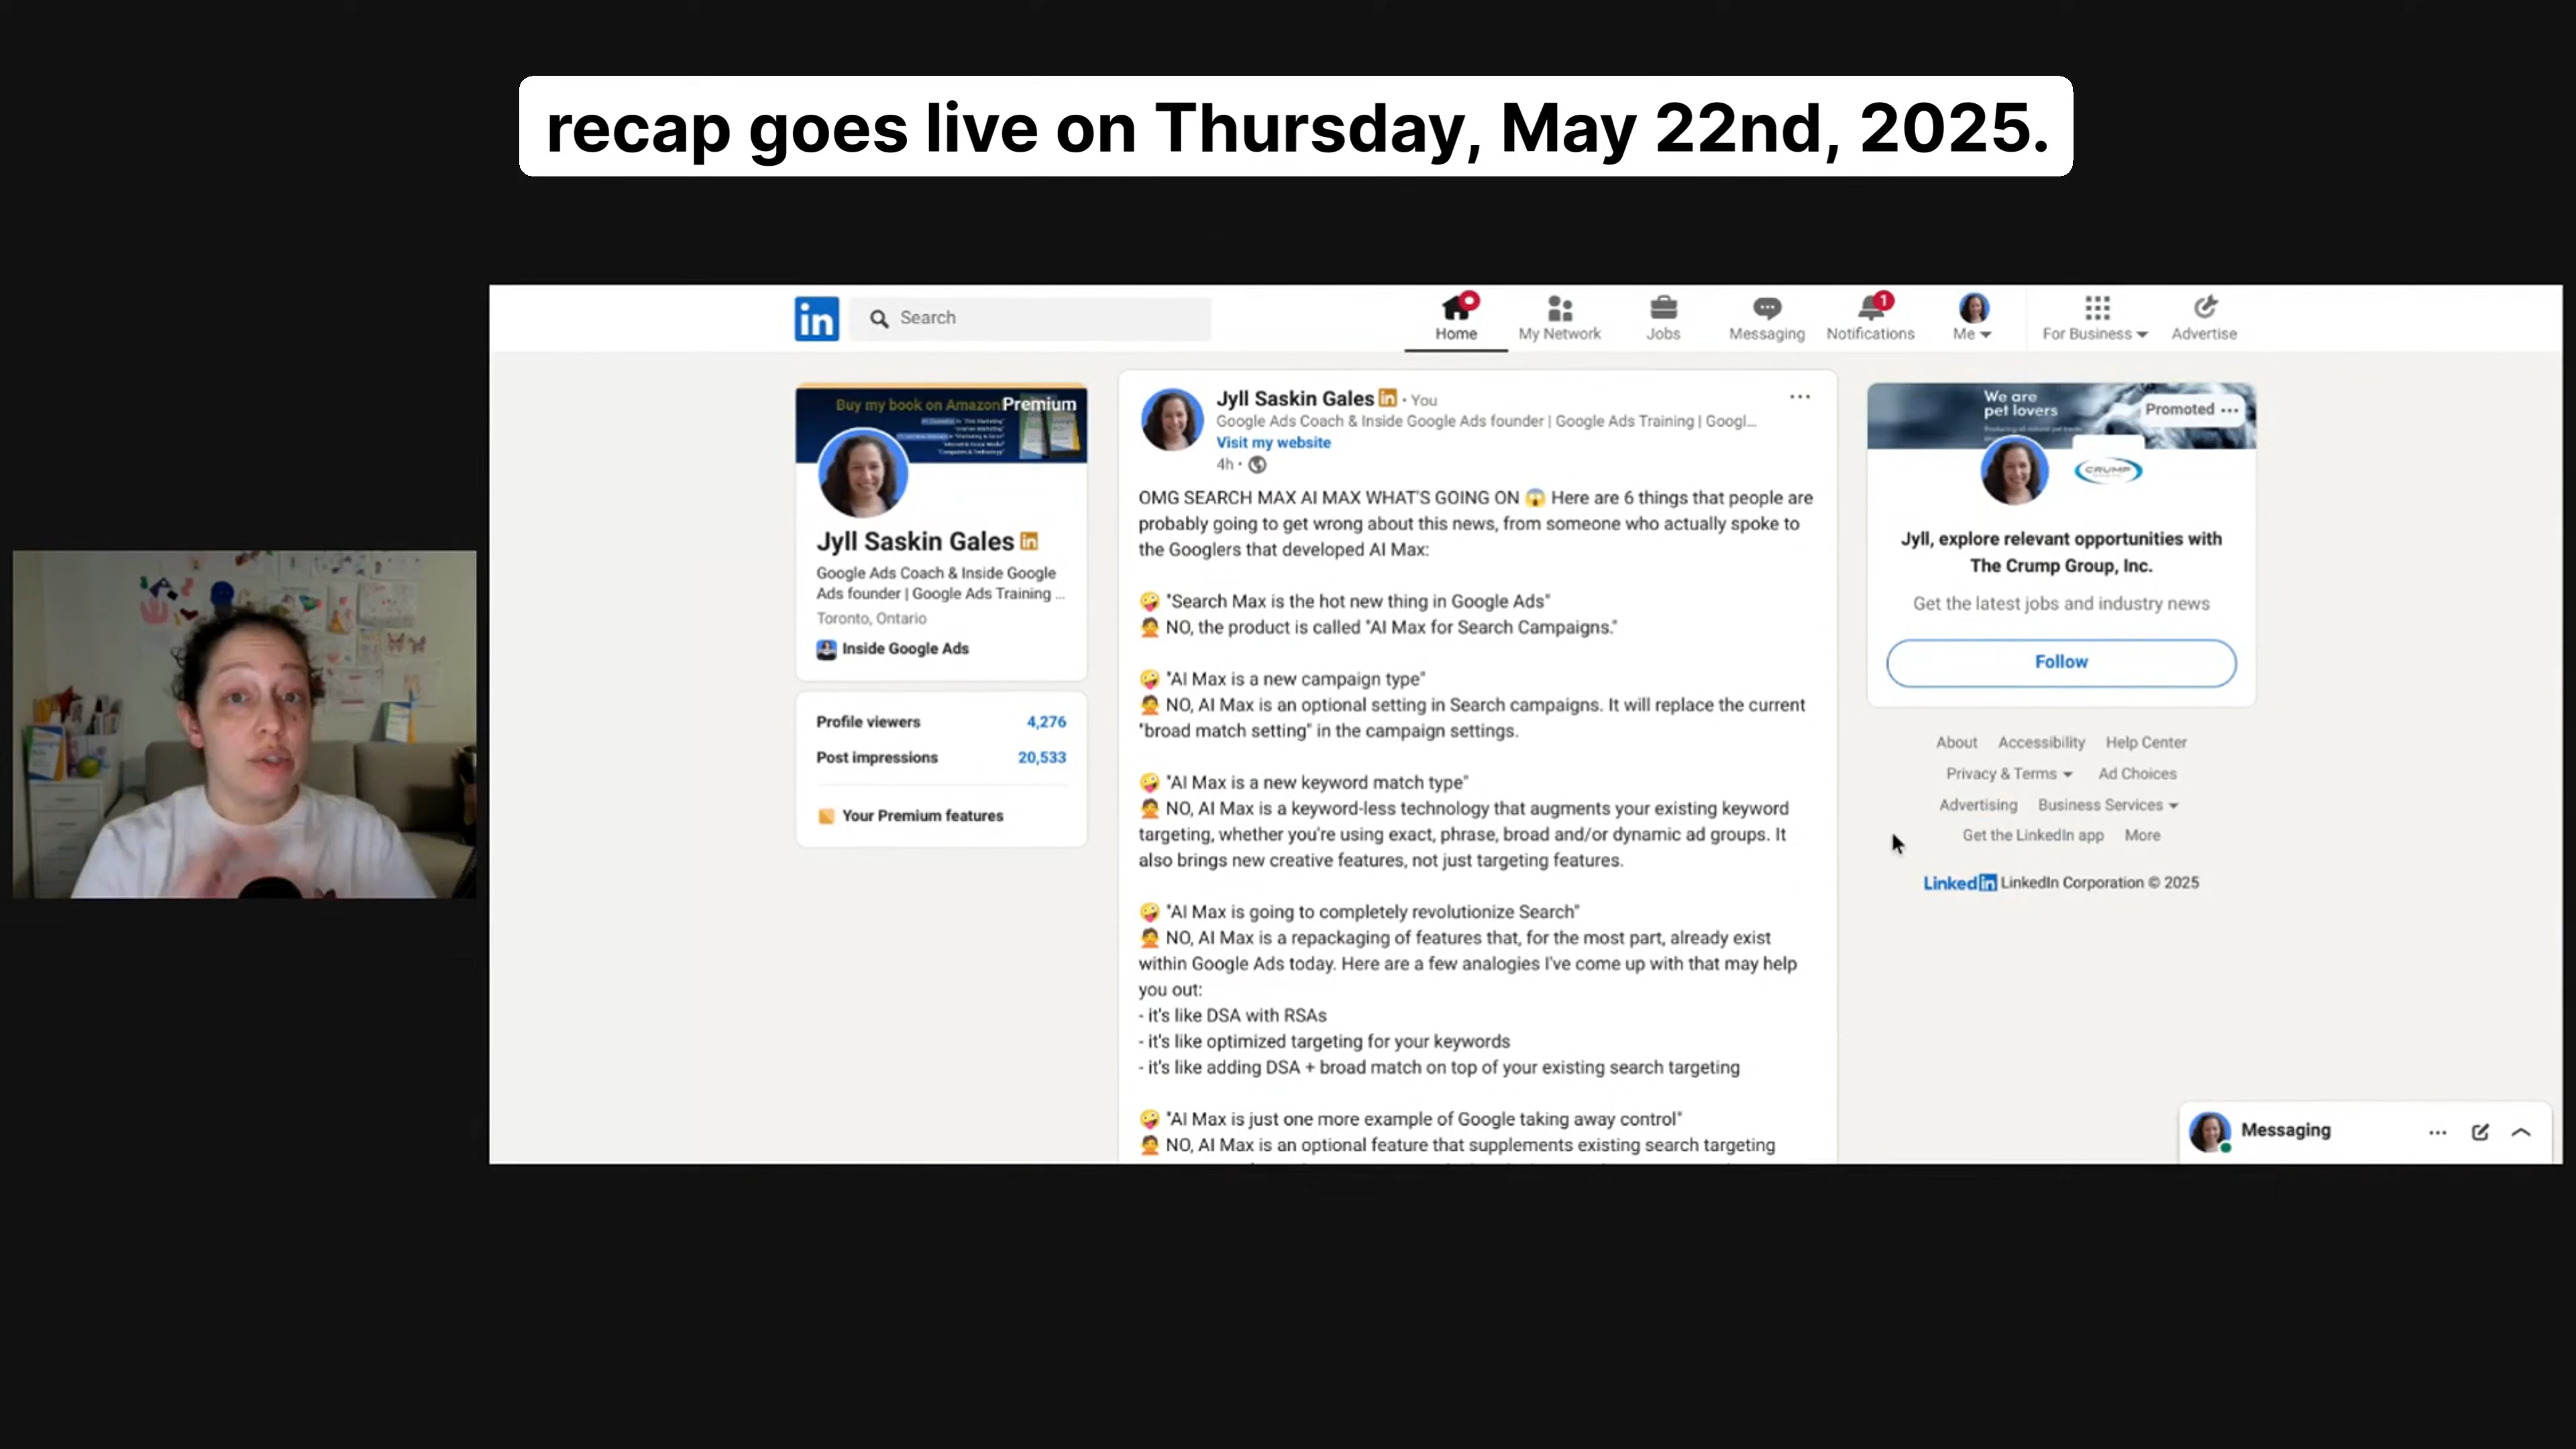 recap goes live on Thursday, May 22nd, 2025.
in
Search
Home
My Network
Jobs
Messaging
1
Notifications
Me
For Business
Advertise
Buy my book on Amazon
Premium
Jyll Saskin Gales in
Google Ads Coach & Inside Google
Ads founder | Google Ads Training ...
Toronto, Ontario
Inside Google Ads
Profile viewers 4,276
Post impressions 20,533
Your Premium features
Jyll Saskin Gales in • You
Google Ads Coach & Inside Google Ads founder | Google Ads Training | Googl...
Visit my website
4h •
OMG SEARCH MAX AI MAX WHAT'S GOING ON 😱 Here are 6 things that people are
probably going to get wrong about this news, from someone who actually spoke to
the Googlers that developed AI Max:
🤪 "Search Max is the hot new thing in Google Ads"
🙅 NO, the product is called "AI Max for Search Campaigns."
🤪 "AI Max is a new campaign type"
🙅 NO, AI Max is an optional setting in Search campaigns. It will replace the current
"broad match setting" in the campaign settings.
🤪 "AI Max is a new keyword match type"
🙅 NO, AI Max is a keyword-less technology that augments your existing keyword
targeting, whether you're using exact, phrase, broad and/or dynamic ad groups. It
also brings new creative features, not just targeting features.
🤪 "AI Max is going to completely revolutionize Search"
🙅 NO, AI Max is a repackaging of features that, for the most part, already exist
within Google Ads today. Here are a few analogies I've come up with that may help
you out:
- it's like DSA with RSAs
- it's like optimized targeting for your keywords
- it's like adding DSA + broad match on top of your existing search targeting
🤪 "AI Max is just one more example of Google taking away control"
🙅 NO, AI Max is an optional feature that supplements existing search targeting
We are
pet lovers
Promoted
CRUMP
Jyll, explore relevant opportunities with
The Crump Group, Inc.
Get the latest jobs and industry news
Follow
About Accessibility Help Center
Privacy & Terms Ad Choices
Advertising Business Services
Get the LinkedIn app More
Linkedin LinkedIn Corporation © 2025
Messaging